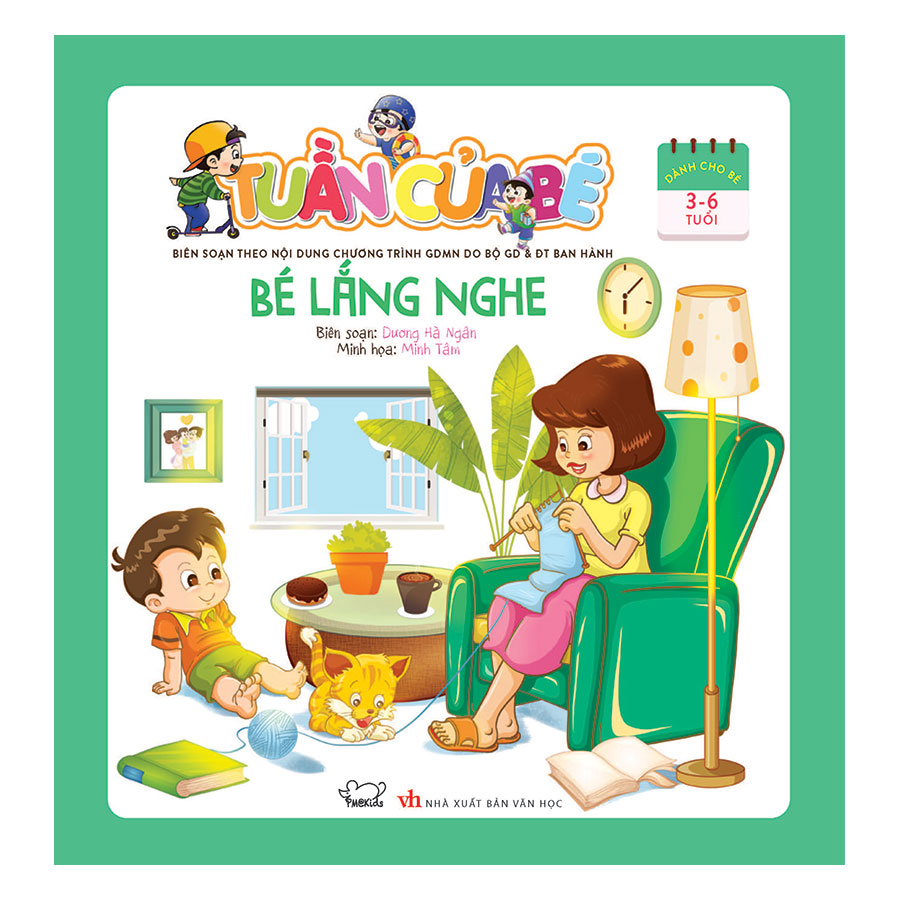 TUẦN CỦA BÉ
DÀNH CHO BÉ
3-6
TUỔI
BIÊN SOẠN THEO NỘI DUNG CHƯƠNG TRÌNH GDMN DO BỘ GD & ĐT BAN HÀNH
BÉ LẮNG NGHE
Biên soạn: Dương Hà Ngân
Minh họa: Minh Tâm
PM@Kids
vh NHÀ XUẤT BẢN VĂN HỌC